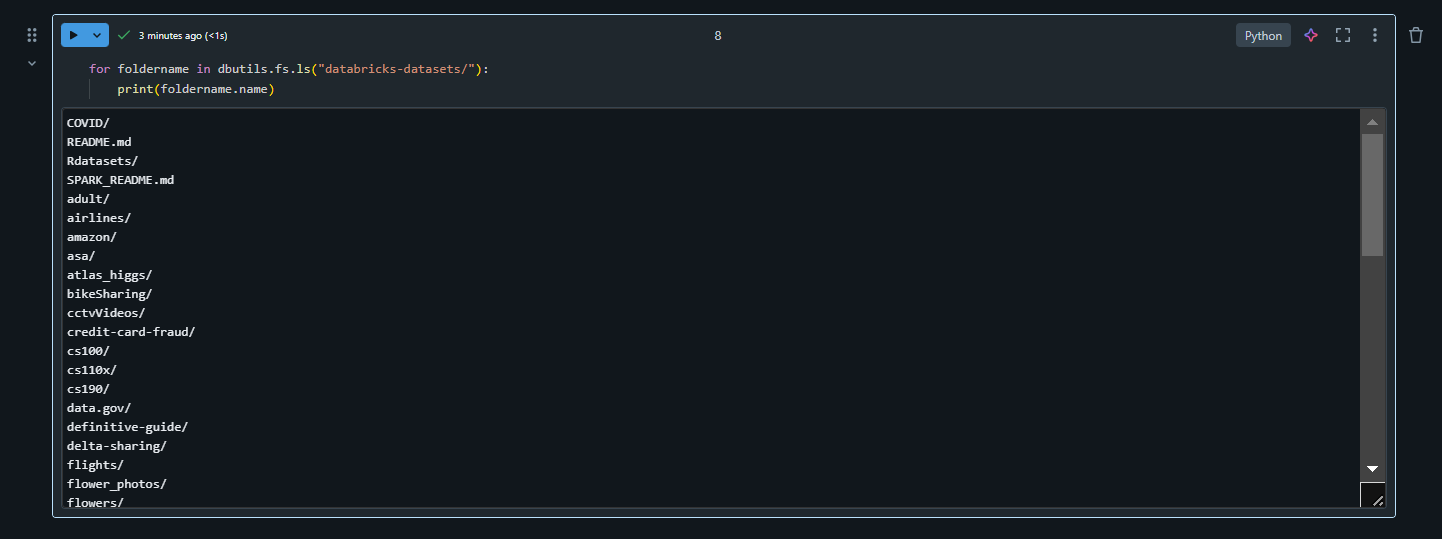 3 minutes ago (<1s)
8
Python
for foldername in dbutils.fs.ls("databricks-datasets/"):
    print(foldername.name)
COVID/
README.md
Rdatasets/
SPARK_README.md
adult/
airlines/
amazon/
asa/
atlas_higgs/
bikeSharing/
cctvVideos/
credit-card-fraud/
cs100/
cs110x/
cs190/
data.gov/
definitive-guide/
delta-sharing/
flights/
flower_photos/
flowers/